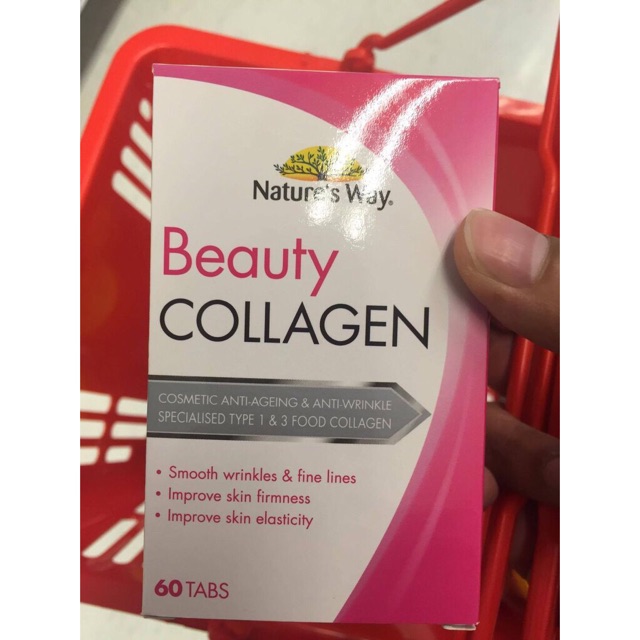 Nature's Way®
Beauty
COLLAGEN
COSMETIC ANTI-AGEING & ANTI-WRINKLE
SPECIALISED TYPE 1 & 3 FOOD COLLAGEN
• Smooth wrinkles & fine lines
• Improve skin firmness
• Improve skin elasticity
60 TABS